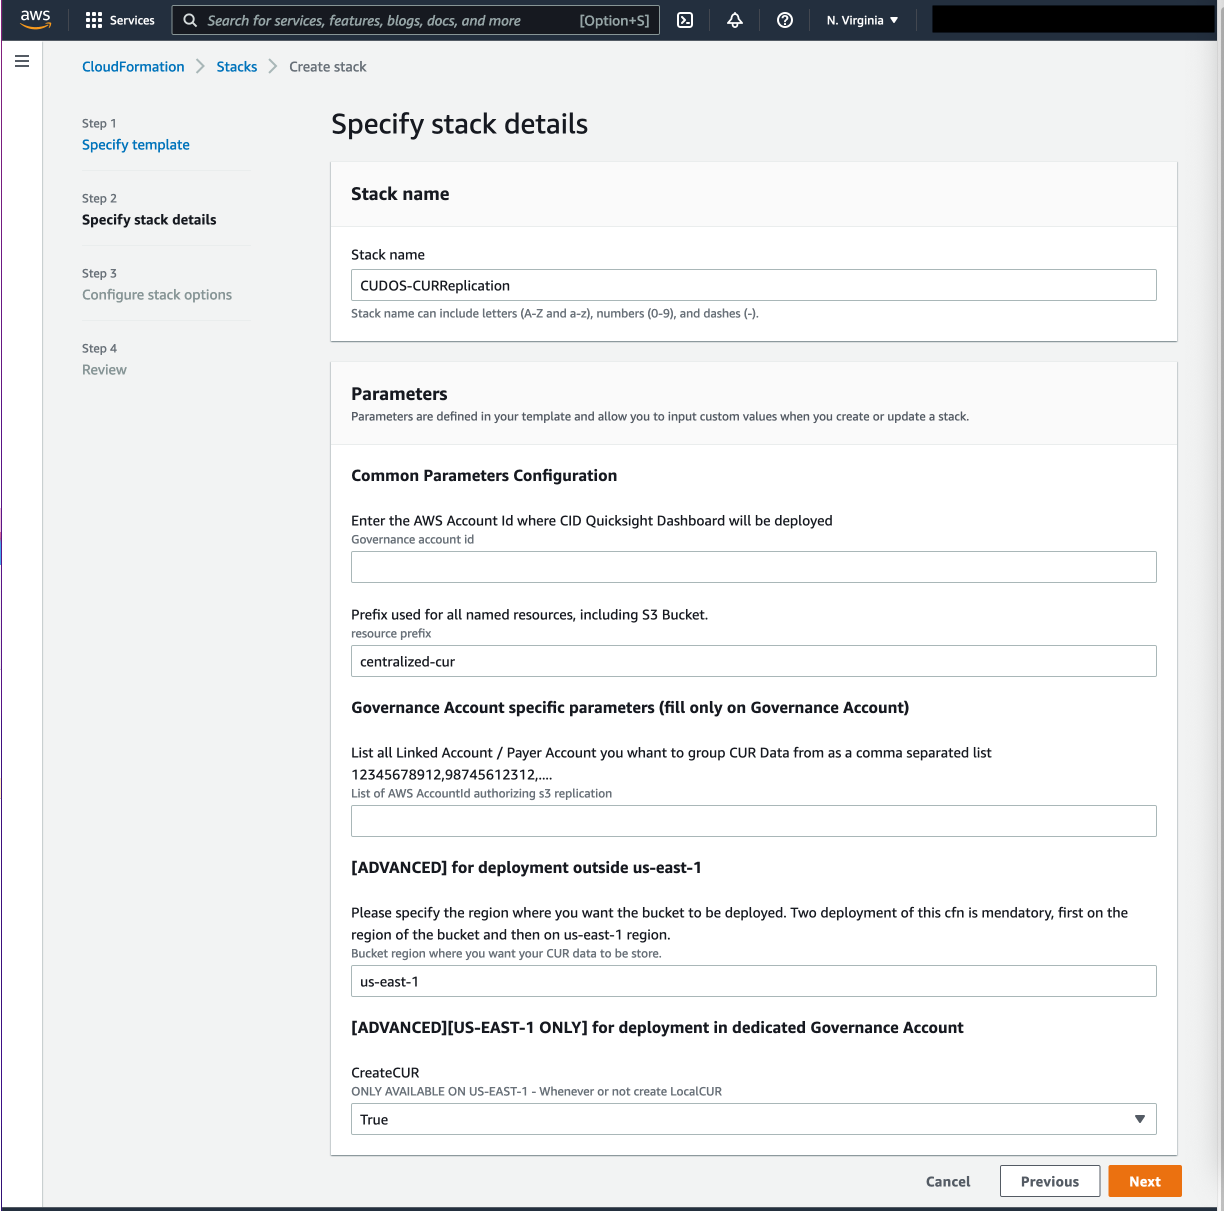 aws
Services
Search for services, features, blogs, docs, and more
[Option+S]
N. Virginia
CloudFormation
Stacks
Create stack
Step 1
Specify template
Step 2
Specify stack details
Step 3
Configure stack options
Step 4
Review
Specify stack details
Stack name
Stack name
CUDOS-CURReplication
Stack name can include letters (A-Z and a-z), numbers (0-9), and dashes (-).
Parameters
Parameters are defined in your template and allow you to input custom values when you create or update a stack.
Common Parameters Configuration
Enter the AWS Account Id where CID Quicksight Dashboard will be deployed
Governance account id
Prefix used for all named resources, including S3 Bucket.
resource prefix
centralized-cur
Governance Account specific parameters (fill only on Governance Account)
List all Linked Account / Payer Account you whant to group CUR Data from as a comma separated list
12345678912,98745612312,....
List of AWS AccountId authorizing s3 replication
[ADVANCED] for deployment outside us-east-1
Please specify the region where you want the bucket to be deployed. Two deployment of this cfn is mendatory, first on the
region of the bucket and then on us-east-1 region.
Bucket region where you want your CUR data to be store.
us-east-1
[ADVANCED][US-EAST-1 ONLY] for deployment in dedicated Governance Account
CreateCUR
ONLY AVAILABLE ON US-EAST-1 - Whenever or not create LocalCUR
True
Cancel
Previous
Next